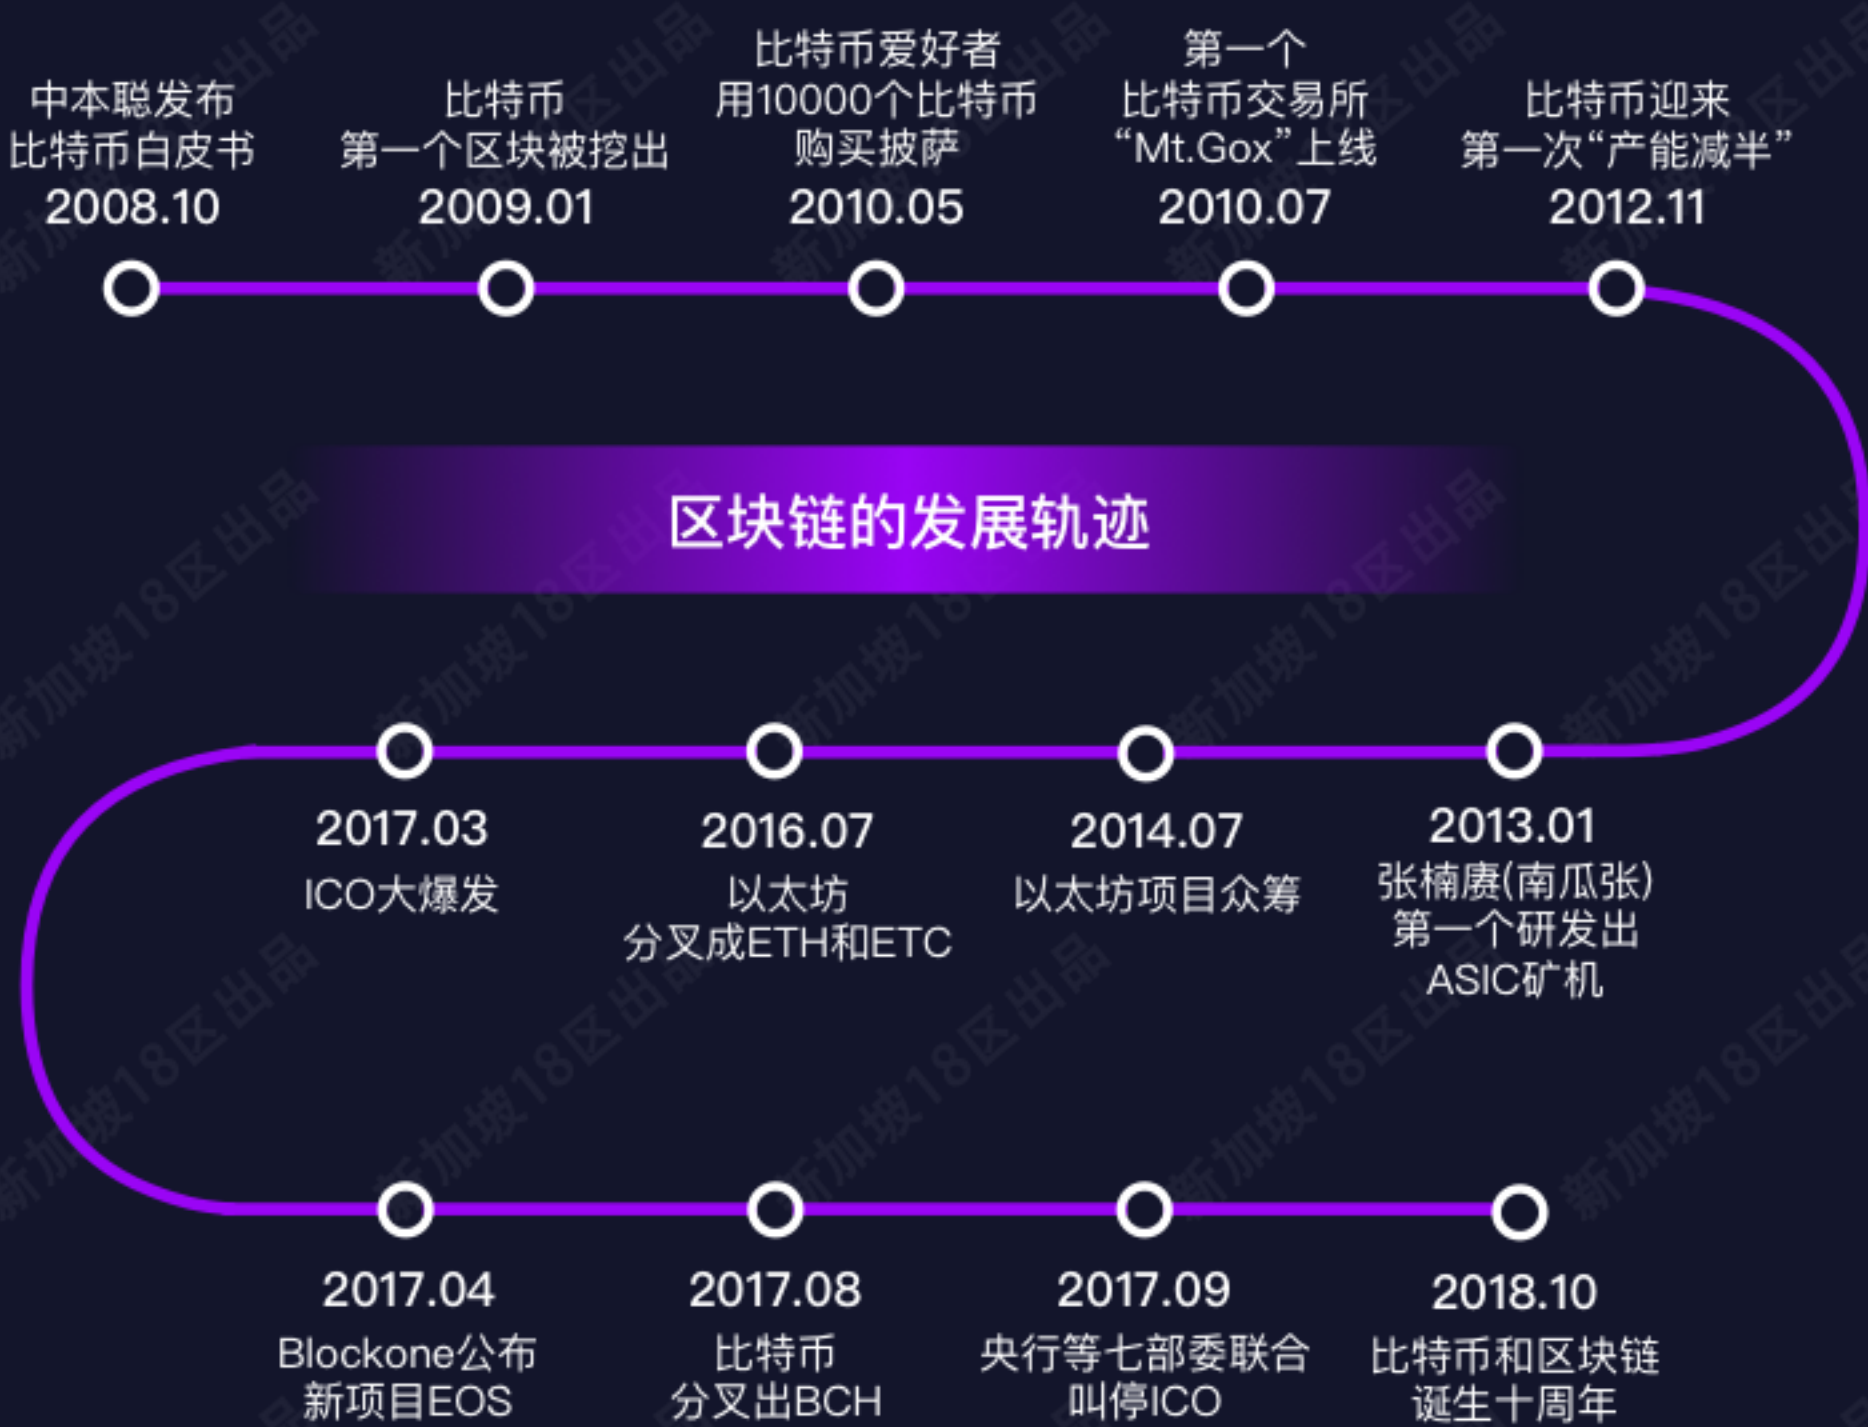 中本聪发布
比特币白皮书
2008.10
比特币
第一个区块被挖出
2009.01
比特币爱好者
用10000个比特币
购买披萨
2010.05
第一个
比特币交易所
“Mt.Gox”上线
2010.07
比特币迎来
第一次“产能减半”
2012.11
区块链的发展轨迹
2013.01
张楠赓(南瓜张)
第一个研发出
ASIC矿机
2014.07
以太坊项目众筹
2016.07
以太坊
分叉成ETH和ETC
2017.03
ICO大爆发
2017.04
Blockone公布
新项目EOS
2017.08
比特币
分叉出BCH
2017.09
央行等七部委联合
叫停ICO
2018.10
比特币和区块链
诞生十周年
新加坡18区出品